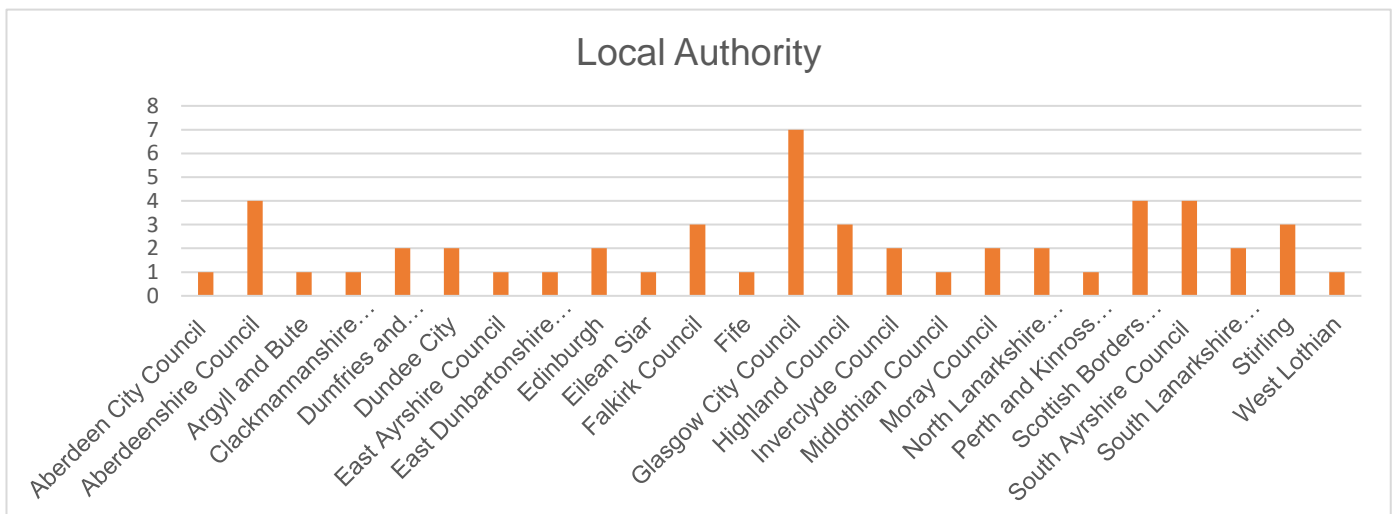 Local Authority
8
7
6
5
4
3
2
1
0
Aberdeen City Council
Aberdeenshire Council
Argyll and Bute
Clackmannanshire…
Dumfries and…
Dundee City
East Ayrshire Council
East Dunbartonshire…
Edinburgh
Eilean Siar
Falkirk Council
Fife
Glasgow City Council
Highland Council
Inverclyde Council
Midlothian Council
Moray Council
North Lanarkshire…
Perth and Kinross…
Scottish Borders…
South Ayrshire Council
South Lanarkshire…
Stirling
West Lothian